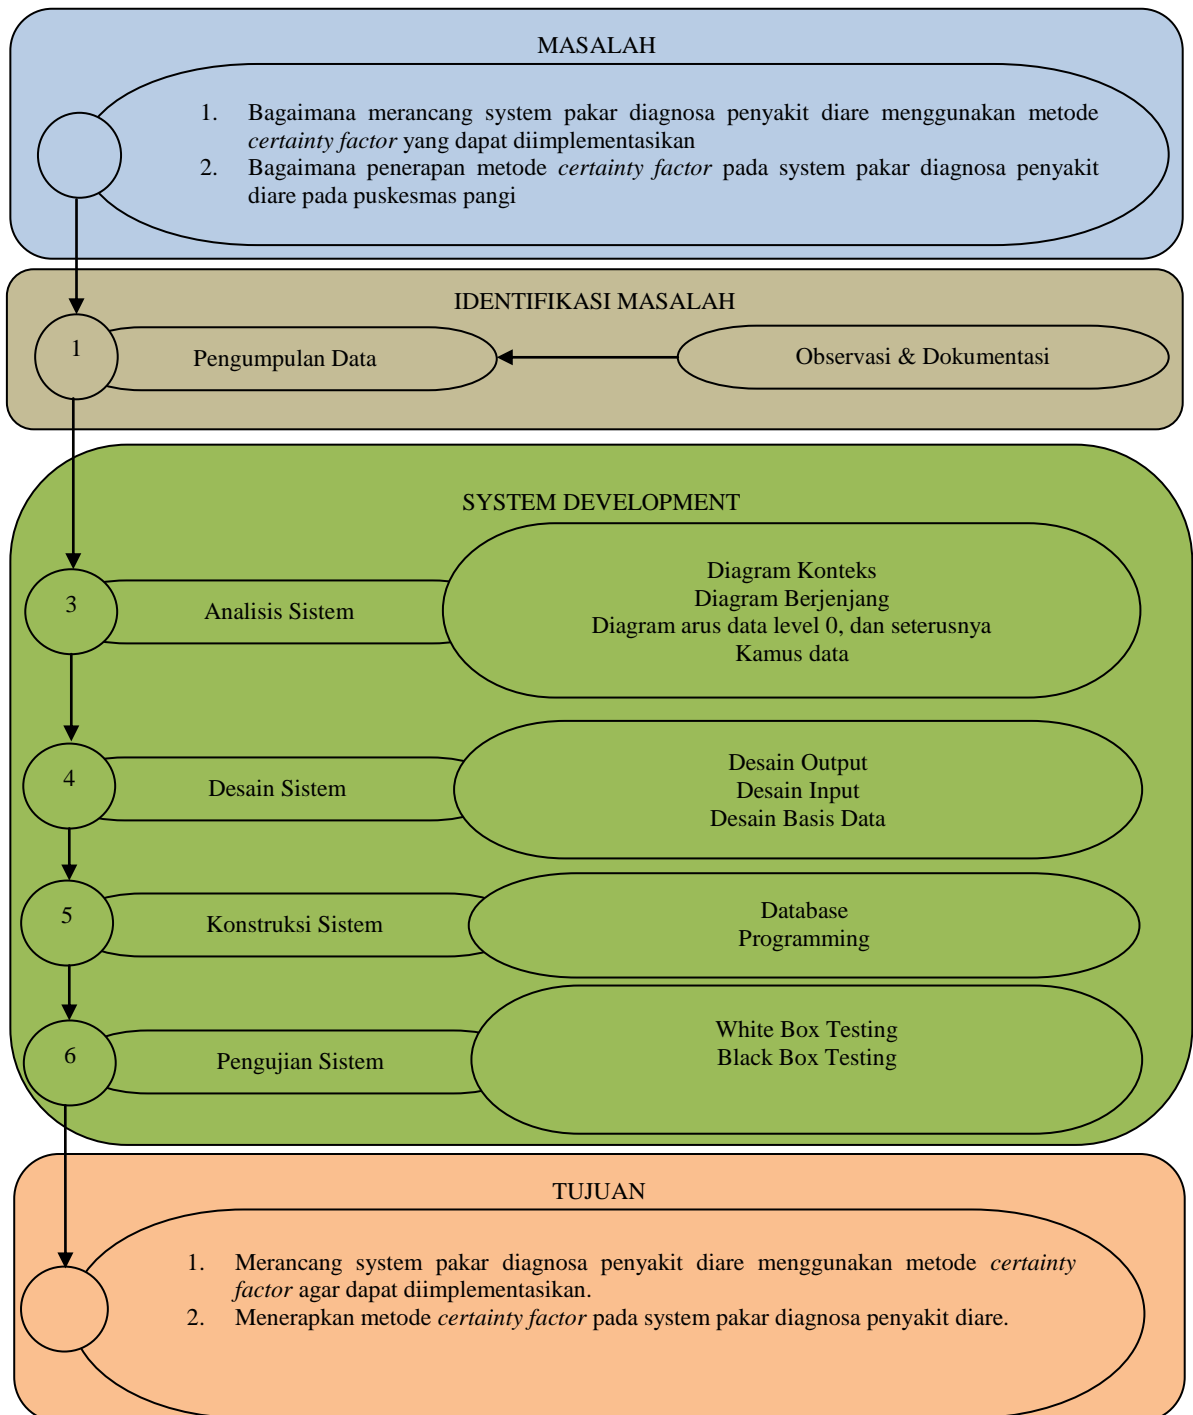 MASALAH
1. Bagaimana merancang system pakar diagnosa penyakit diare menggunakan metode
certainty factor yang dapat diimplementasikan
2. Bagaimana penerapan metode certainty factor pada system pakar diagnosa penyakit
diare pada puskesmas pangi
IDENTIFIKASI MASALAH
1
Pengumpulan Data
Observasi & Dokumentasi
SYSTEM DEVELOPMENT
3
Analisis Sistem
Diagram Konteks
Diagram Berjenjang
Diagram arus data level 0, dan seterusnya
Kamus data
4
Desain Sistem
Desain Output
Desain Input
Desain Basis Data
5
Konstruksi Sistem
Database
Programming
6
Pengujian Sistem
White Box Testing
Black Box Testing
TUJUAN
1. Merancang system pakar diagnosa penyakit diare menggunakan metode certainty
factor agar dapat diimplementasikan.
2. Menerapkan metode certainty factor pada system pakar diagnosa penyakit diare.